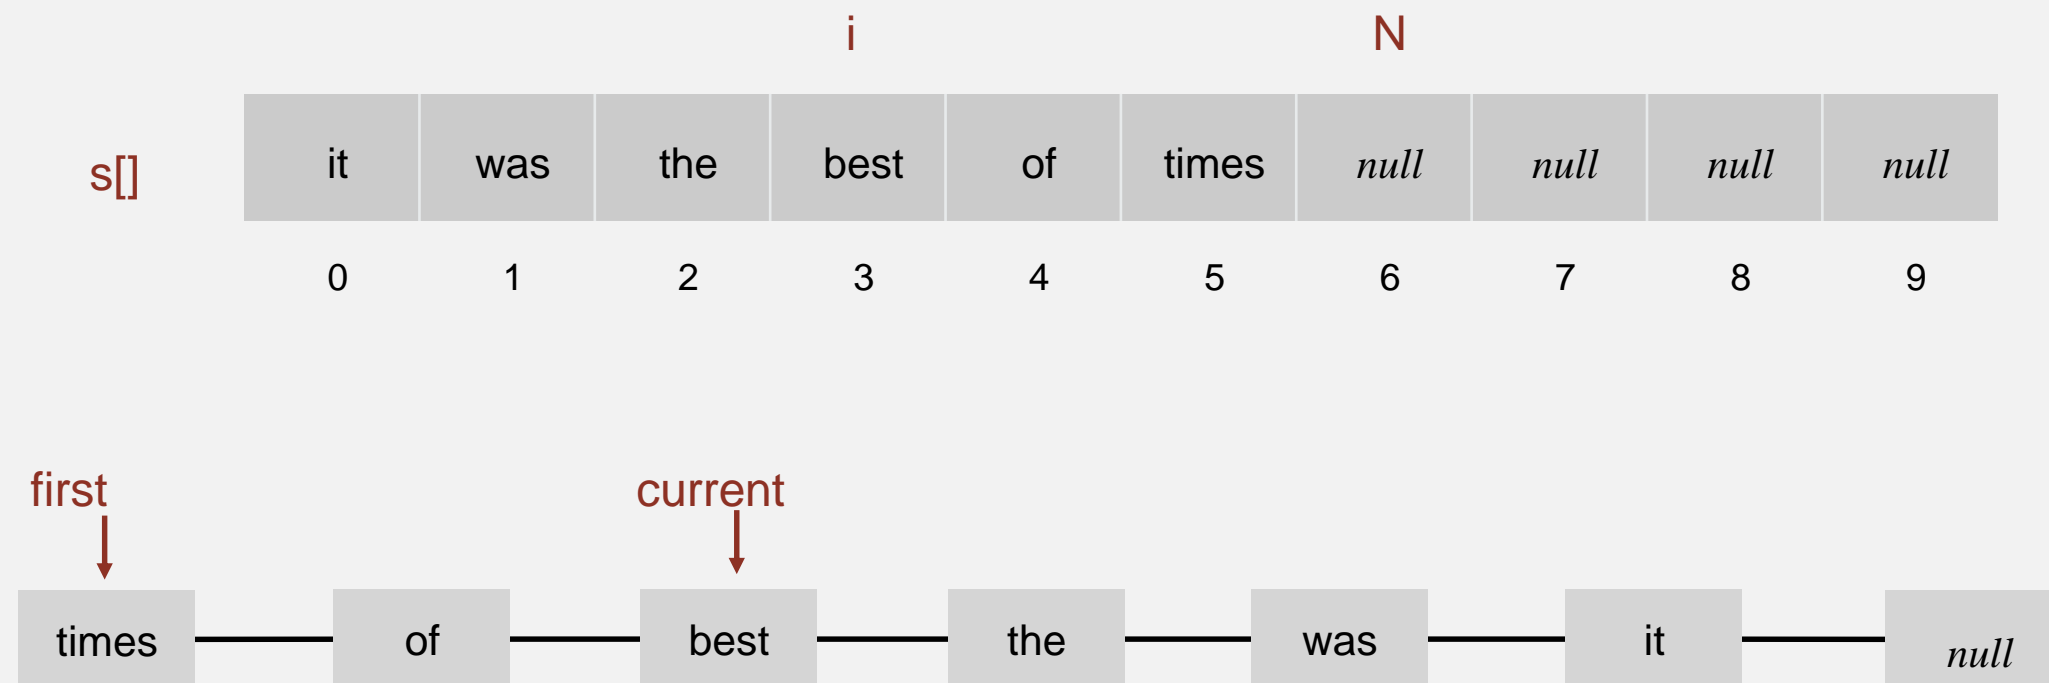 i N
s[] it was the best of times null null null null
0 1 2 3 4 5 6 7 8 9
first current
times of best the was it null